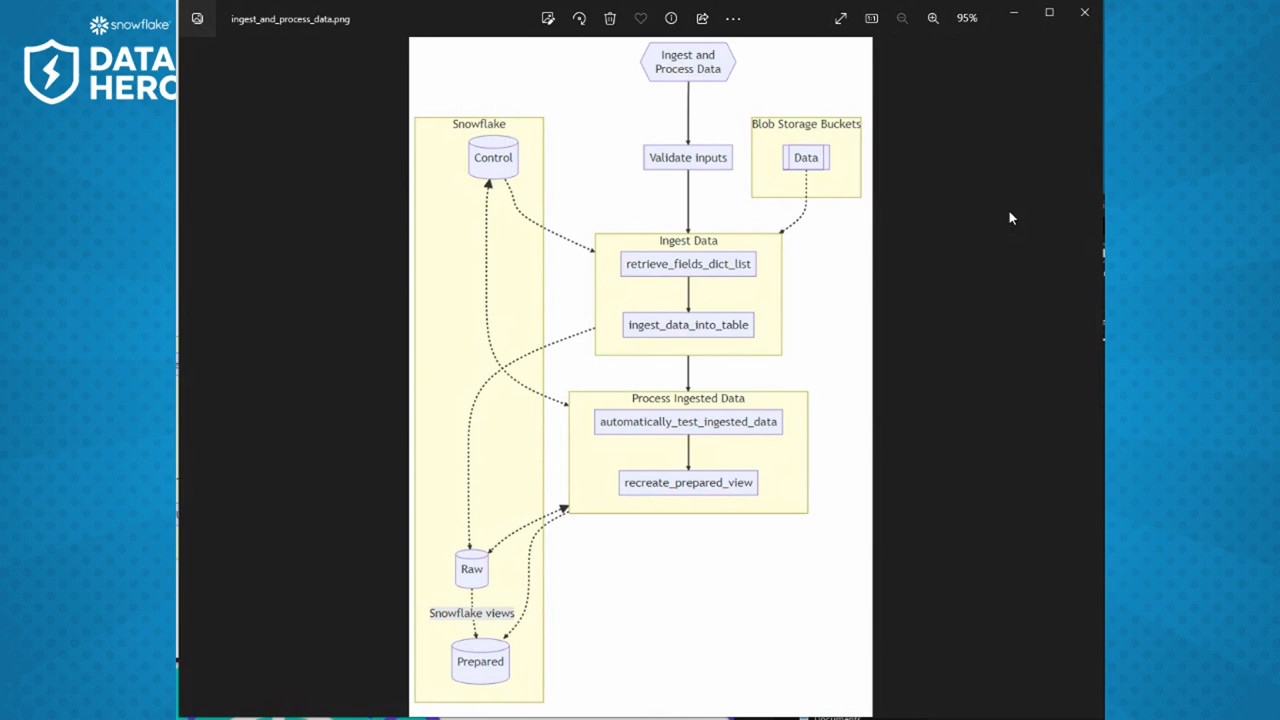 snowflake
DATA
HERO
ingest_and_process_data.png
95%
Ingest and
Process Data
Snowflake
Blob Storage Buckets
Control
Validate inputs
Data
Ingest Data
retrieve_fields_dict_list
ingest_data_into_table
Process Ingested Data
automatically_test_ingested_data
recreate_prepared_view
Raw
Snowflake views
Prepared